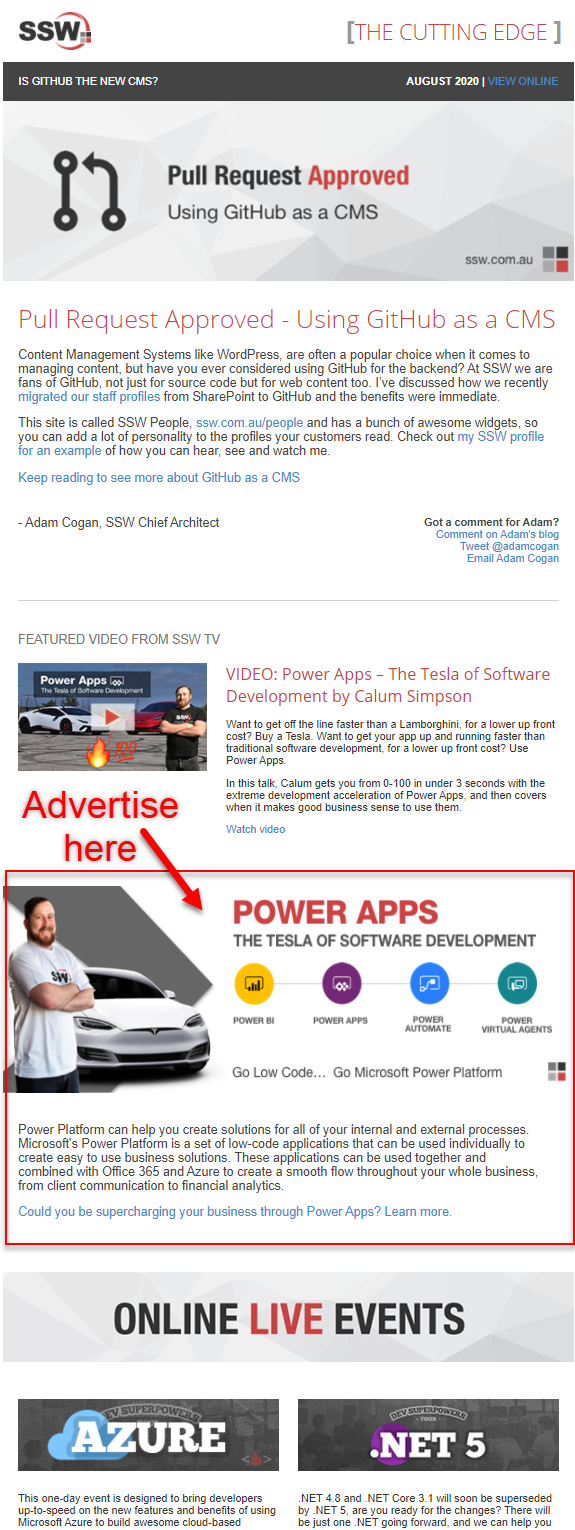 SSW
[THE CUTTING EDGE ]
IS GITHUB THE NEW CMS?
AUGUST 2020 | VIEW ONLINE
Pull Request Approved
Using GitHub as a CMS
ssw.com.au
Pull Request Approved - Using GitHub as a CMS
Content Management Systems like WordPress, are often a popular choice when it comes to
managing content, but have you ever considered using GitHub for the backend? At SSW we are
fans of GitHub, not just for source code but for web content too. I've discussed how we recently
migrated our staff profiles from SharePoint to GitHub and the benefits were immediate.
This site is called SSW People, ssw.com.au/people and has a bunch of awesome widgets, so
you can add a lot of personality to the profiles your customers read. Check out my SSW profile
for an example of how you can hear, see and watch me.
Keep reading to see more about GitHub as a CMS
- Adam Cogan, SSW Chief Architect
Got a comment for Adam?
Comment on Adam's blog
Tweet @adamcogan
Email Adam Cogan
FEATURED VIDEO FROM SSW TV
Power Apps
The Tesla of Software Development
100
VIDEO: Power Apps – The Tesla of Software
Development by Calum Simpson
Want to get off the line faster than a Lamborghini, for a lower up front
cost? Buy a Tesla. Want to get your app up and running faster than
traditional software development, for a lower up front cost? Use
Power Apps.
In this talk, Calum gets you from 0-100 in under 3 seconds with the
extreme development acceleration of Power Apps, and then covers
when it makes good business sense to use them.
Watch video
Advertise
here
POWER APPS
THE TESLA OF SOFTWARE DEVELOPMENT
SSW
POWER BI
POWER APPS
POWER
AUTOMATE
POWER
VIRTUAL AGENTS
Go Low Code... Go Microsoft Power Platform
Power Platform can help you create solutions for all of your internal and external processes.
Microsoft's Power Platform is a set of low-code applications that can be used individually to
create easy to use business solutions. These applications can be used together and
combined with Office 365 and Azure to create a smooth flow throughout your whole business,
from client communication to financial analytics.
Could you be supercharging your business through Power Apps? Learn more.
ONLINE LIVE EVENTS
DEV SUPERPOWERS
AZURE
DEV SUPERPOWERS
TOUR
.NET 5
This one-day event is designed to bring developers
up-to-speed on the new features and benefits of using
Microsoft Azure to build awesome cloud-based
.NET 4.8 and .NET Core 3.1 will soon be superseded
by .NET 5, are you ready for the changes? There will
be just one .NET going forward, and we can help you